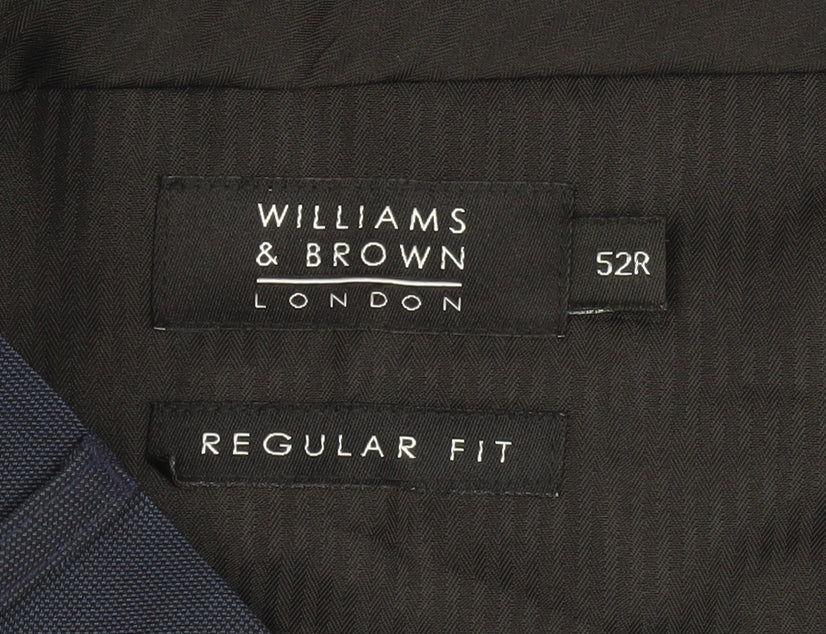 WILLIAMS
& BROWN
LONDON
52R
REGULAR FIT